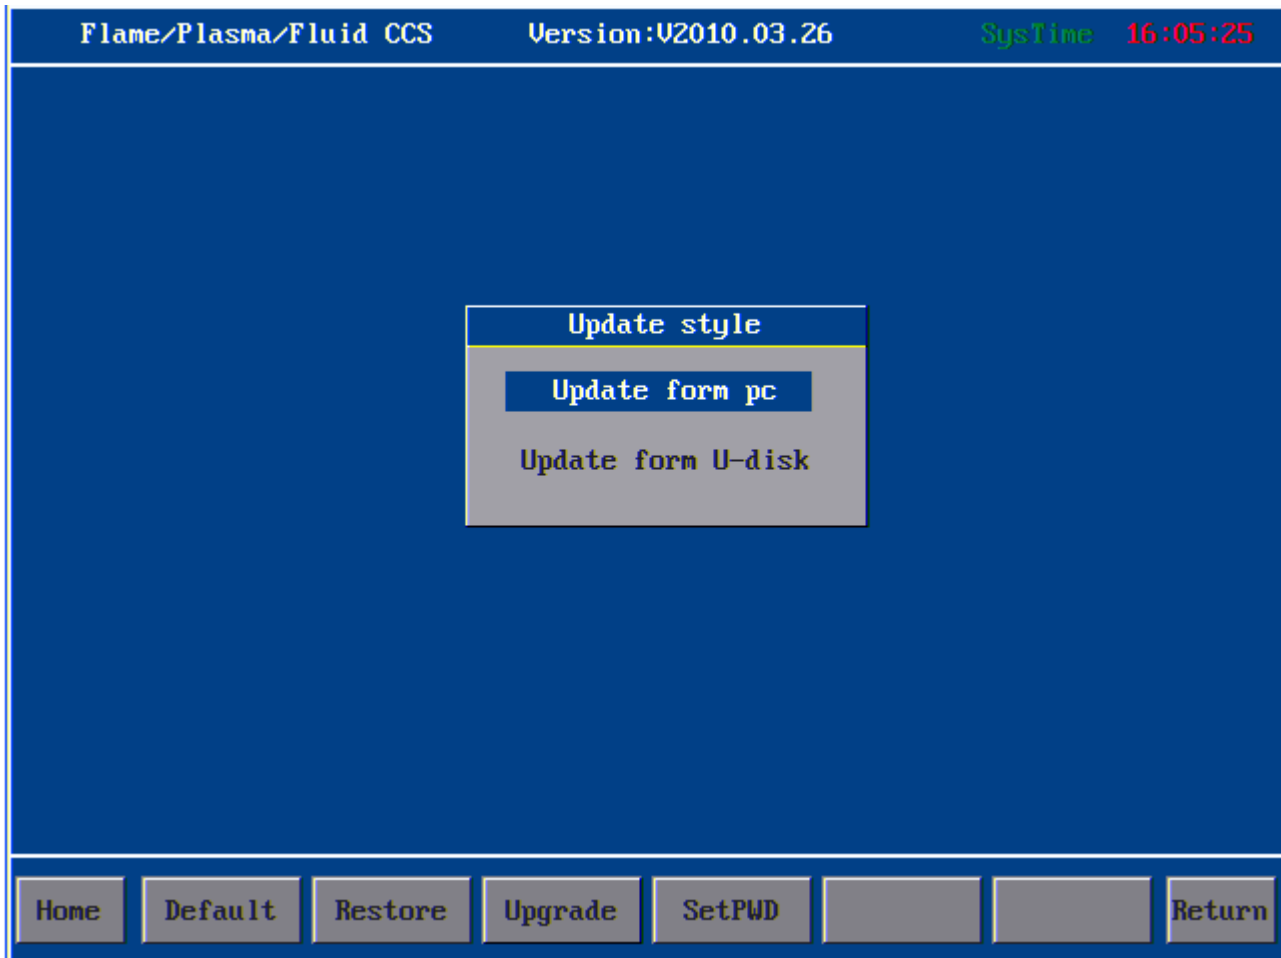 Flame/Plasma/Fluid CCS Version:V2010.03.26 SysTime 16:05:25
Update style
Update form pc
Update form U-disk
Home Default Restore Upgrade SetPWD Return